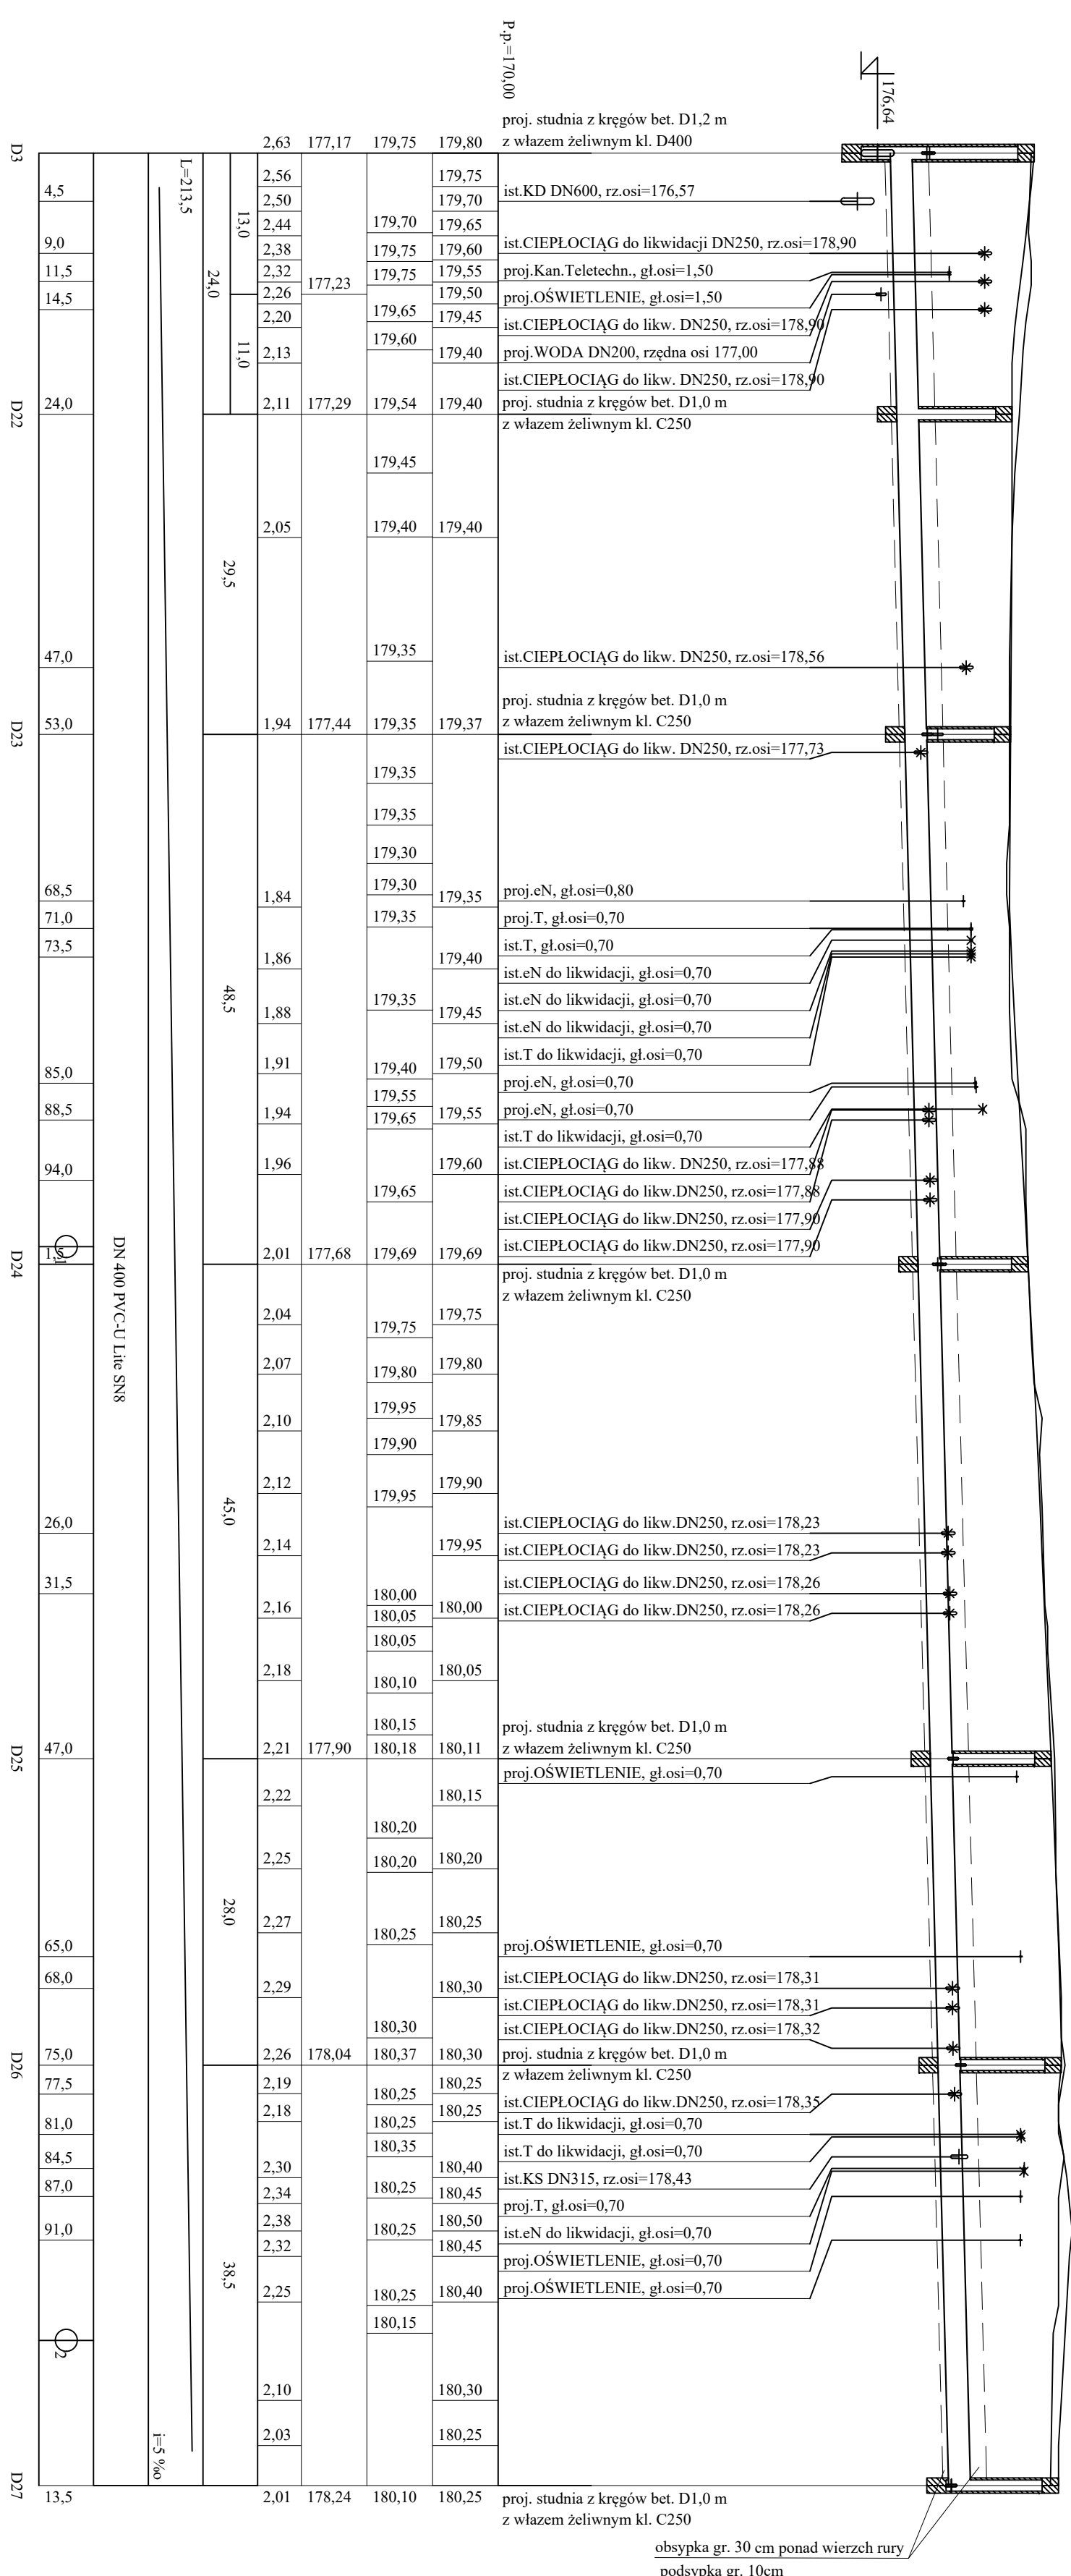 P.p.=170,00
176,64
proj. studnia z kręgów bet. D1,2 m
z włazem żeliwnym kl. D400
D3
2,63 177,17 179,75 179,80
L=213,5
2,56 179,75
4,5
2,50 179,70
ist.KD DN600, rz.osi=176,57
13,0
2,44 179,70 179,65
9,0
2,38 179,75 179,60
ist.CIEPŁOCIĄG do likwidacji DN250, rz.osi=178,90
24,0
11,5
2,32 179,75 179,55
proj.Kan.Teletechn., gł.osi=1,50
14,5
2,26 177,23 179,50
proj.OŚWIETLENIE, gł.osi=1,50
2,20 179,65 179,45
ist.CIEPŁOCIĄG do likw. DN250, rz.osi=178,90
11,0
2,13 179,60 179,40
proj.WODA DN200, rzędna osi 177,00
ist.CIEPŁOCIĄG do likw. DN250, rz.osi=178,90
D22
24,0
2,11 177,29 179,54 179,40
proj. studnia z kręgów bet. D1,0 m
z włazem żeliwnym kl. C250
179,45
2,05 179,40 179,40
29,5
179,35
47,0
ist.CIEPŁOCIĄG do likw. DN250, rz.osi=178,56
proj. studnia z kręgów bet. D1,0 m
z włazem żeliwnym kl. C250
D23
53,0
1,94 177,44 179,35 179,37
ist.CIEPŁOCIĄG do likw. DN250, rz.osi=177,73
179,35
179,35
179,30
68,5
1,84 179,30 179,35
proj.eN, gł.osi=0,80
71,0
179,35
proj.T, gł.osi=0,70
73,5
1,86 179,40
ist.T, gł.osi=0,70
ist.eN do likwidacji, gł.osi=0,70
48,5
179,35
ist.eN do likwidacji, gł.osi=0,70
1,88 179,45
ist.eN do likwidacji, gł.osi=0,70
ist.T do likwidacji, gł.osi=0,70
85,0
1,91 179,40 179,50
proj.eN, gł.osi=0,70
179,55
88,5
1,94 179,65 179,55
proj.eN, gł.osi=0,70
ist.T do likwidacji, gł.osi=0,70
94,0
1,96 179,60
ist.CIEPŁOCIĄG do likw. DN250, rz.osi=177,88
179,65
ist.CIEPŁOCIĄG do likw.DN250, rz.osi=177,88
ist.CIEPŁOCIĄG do likw.DN250, rz.osi=177,90
ist.CIEPŁOCIĄG do likw.DN250, rz.osi=177,90
1
D24
1,5
2,01 177,68 179,69 179,69
proj. studnia z kręgów bet. D1,0 m
z włazem żeliwnym kl. C250
DN 400 PVC-U Lite SN8
2,04 179,75 179,75
2,07 179,80 179,80
179,95
2,10 179,85
179,90
2,12 179,95 179,90
45,0
26,0
ist.CIEPŁOCIĄG do likw.DN250, rz.osi=178,23
2,14 179,95
ist.CIEPŁOCIĄG do likw.DN250, rz.osi=178,23
31,5
ist.CIEPŁOCIĄG do likw.DN250, rz.osi=178,26
180,00
2,16 180,05 180,00
ist.CIEPŁOCIĄG do likw.DN250, rz.osi=178,26
180,05
2,18 180,10 180,05
180,15
proj. studnia z kręgów bet. D1,0 m
z włazem żeliwnym kl. C250
D25
47,0
2,21 177,90 180,18 180,11
proj.OŚWIETLENIE, gł.osi=0,70
2,22 180,15
180,20
2,25 180,20 180,20
28,0
2,27 180,25 180,25
65,0
proj.OŚWIETLENIE, gł.osi=0,70
68,0
ist.CIEPŁOCIĄG do likw.DN250, rz.osi=178,31
2,29 180,30
ist.CIEPŁOCIĄG do likw.DN250, rz.osi=178,31
180,30
ist.CIEPŁOCIĄG do likw.DN250, rz.osi=178,32
D26
75,0
2,26 178,04 180,37 180,30
proj. studnia z kręgów bet. D1,0 m
z włazem żeliwnym kl. C250
77,5
2,19 180,25 180,25
ist.CIEPŁOCIĄG do likw.DN250, rz.osi=178,35
2,18 180,25 180,25
81,0
ist.T do likwidacji, gł.osi=0,70
180,35
84,5
ist.T do likwidacji, gł.osi=0,70
2,30 180,40
87,0
ist.KS DN315, rz.osi=178,43
2,34 180,25 180,45
proj.T, gł.osi=0,70
2,38 180,25 180,50
91,0
ist.eN do likwidacji, gł.osi=0,70
2,32 180,45
38,5
proj.OŚWIETLENIE, gł.osi=0,70
2,25 180,25 180,40
proj.OŚWIETLENIE, gł.osi=0,70
180,15
2
2,10 180,30
2,03 180,25
i=5 ‰
D27
13,5
2,01 178,24 180,10 180,25
proj. studnia z kręgów bet. D1,0 m
z włazem żeliwnym kl. C250
obsypka gr. 30 cm ponad wierzch rury
podsypka gr. 10cm